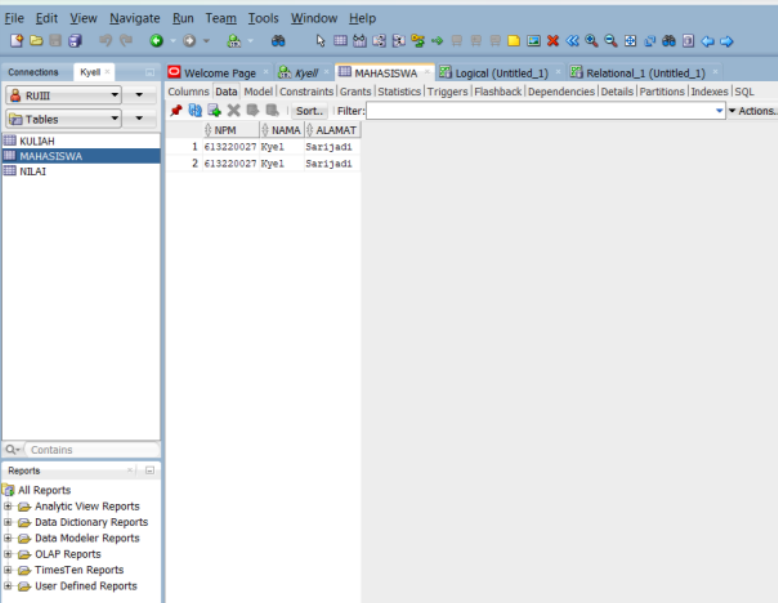 File Edit View Navigate Run Team Tools Window Help
Connections Kyell
Welcome Page Kyell MAHASISWA Logical (Untitled_1) Relational_1 (Untitled_1)
RUIII
Columns Data Model Constraints Grants Statistics Triggers Flashback Dependencies Details Partitions Indexes SQL
Tables
Sort.. Filter: Actions..
NPM NAMA ALAMAT
KULIAH
MAHASISWA
NILAI
1 613220027 Kyel Sarijadi
2 613220027 Kyel Sarijadi
Contains
Reports
All Reports
Analytic View Reports
Data Dictionary Reports
Data Modeler Reports
OLAP Reports
TimesTen Reports
User Defined Reports